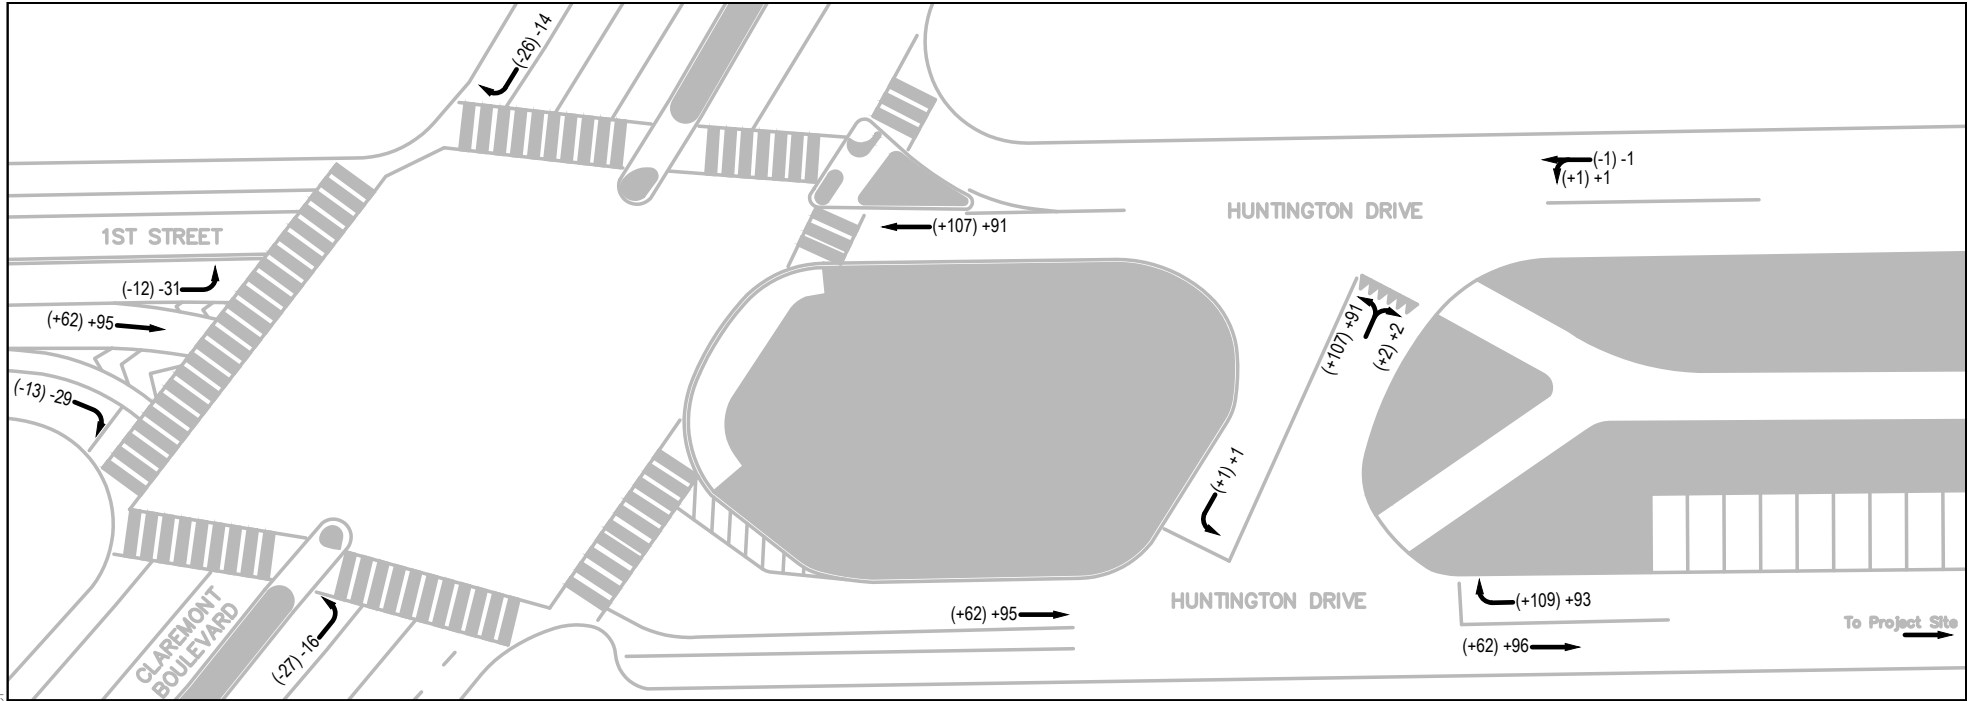 (-26) -14
(-1) -1
(+1) +1
HUNTINGTON DRIVE
(+107) +91
1ST STREET
(-12) -31
(+62) +95
(+107) +91
(+2) +2
(-13) -29
(+1) +1
(+109) +93
HUNTINGTON DRIVE
(+62) +95
To Project Site
(+62) +96
CLAREMONT
BOULEVARD
(-27) -16